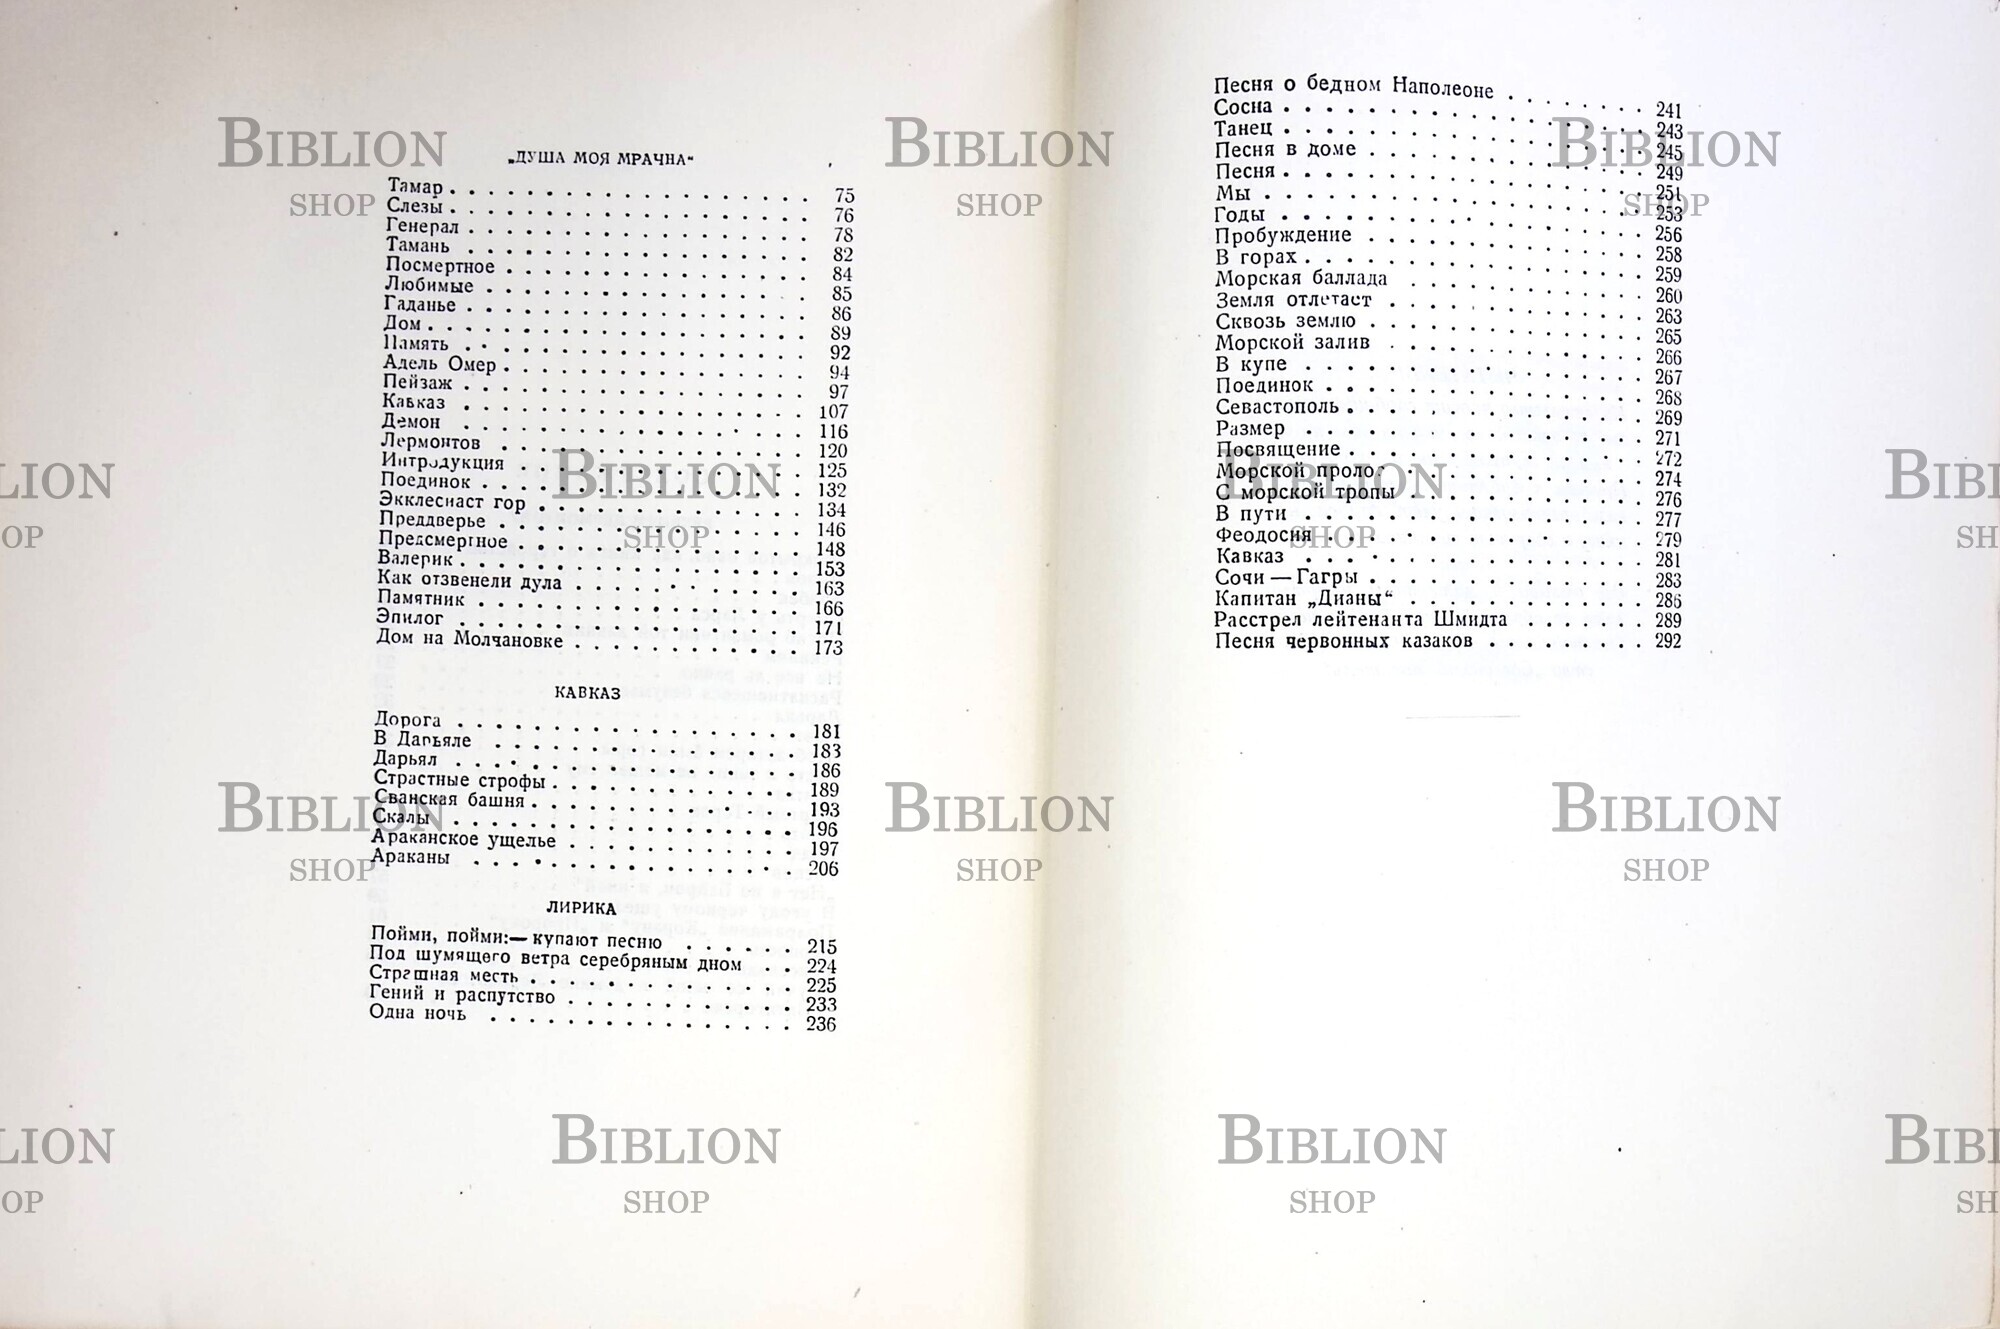 „ДУША МОЯ МРАЧНА“
Тамар . . . . . . . . . . . . . . . . . . . 75
Слезы . . . . . . . . . . . . . . . . . . . 76
Генерал . . . . . . . . . . . . . . . . . . 78
Тамань . . . . . . . . . . . . . . . . . . 82
Посмертное . . . . . . . . . . . . . . . . 84
Любимые . . . . . . . . . . . . . . . . . 85
Гаданье . . . . . . . . . . . . . . . . . . 86
Дом . . . . . . . . . . . . . . . . . . . . 89
Память . . . . . . . . . . . . . . . . . . 92
Адель Омер . . . . . . . . . . . . . . . . 94
Пейзаж . . . . . . . . . . . . . . . . . . 97
Кавказ . . . . . . . . . . . . . . . . . . 107
Демон . . . . . . . . . . . . . . . . . . 116
Лермонтов . . . . . . . . . . . . . . . . 120
Интродукция . . . . . . . . . . . . . . . 125
Поединок . . . . . . . . . . . . . . . . . 132
Экклесиаст гор . . . . . . . . . . . . . . 134
Преддверье . . . . . . . . . . . . . . . . 146
Предсмертное . . . . . . . . . . . . . . . 148
Валерик . . . . . . . . . . . . . . . . . . 153
Как отзвенели дула . . . . . . . . . . . . 163
Памятник . . . . . . . . . . . . . . . . . 166
Эпилог . . . . . . . . . . . . . . . . . . 171
Дом на Молчановке . . . . . . . . . . . . 173
КАВКАЗ
Дорога . . . . . . . . . . . . . . . . . . 181
В Дарьяле . . . . . . . . . . . . . . . . 183
Дарьял . . . . . . . . . . . . . . . . . . 186
Страстные строфы . . . . . . . . . . . . . 189
Сванская башня . . . . . . . . . . . . . . 193
Скалы . . . . . . . . . . . . . . . . . . 196
Араканское ущелье . . . . . . . . . . . . 197
Араканы . . . . . . . . . . . . . . . . . 206
ЛИРИКА
Пойми, пойми:— купают песню . . . . . . 215
Под шумящего ветра серебряным дном . . 224
Страшная месть . . . . . . . . . . . . . . 225
Гений и распутство . . . . . . . . . . . . 233
Одна ночь . . . . . . . . . . . . . . . . 236
Песня о бедном Наполеоне . . . . . . . . 241
Сосна . . . . . . . . . . . . . . . . . . 243
Танец . . . . . . . . . . . . . . . . . . 245
Песня в доме . . . . . . . . . . . . . . 249
Песня . . . . . . . . . . . . . . . . . . 251
Мы . . . . . . . . . . . . . . . . . . . 253
Годы . . . . . . . . . . . . . . . . . . 256
Пробуждение . . . . . . . . . . . . . . 258
В горах . . . . . . . . . . . . . . . . . 259
Морская баллада . . . . . . . . . . . . 260
Земля отлетает . . . . . . . . . . . . . 263
Сквозь землю . . . . . . . . . . . . . . 265
Морской залив . . . . . . . . . . . . . 266
В купе . . . . . . . . . . . . . . . . . 267
Поединок . . . . . . . . . . . . . . . . 268
Севастополь . . . . . . . . . . . . . . . 269
Размер . . . . . . . . . . . . . . . . . 271
Посвящение . . . . . . . . . . . . . . . 272
Морской пролог . . . . . . . . . . . . . 274
С морской тропы . . . . . . . . . . . . 276
В пути . . . . . . . . . . . . . . . . . 277
Феодосия . . . . . . . . . . . . . . . . 279
Кавказ . . . . . . . . . . . . . . . . . 281
Сочи — Гагры . . . . . . . . . . . . . . 283
Капитан „Дианы“ . . . . . . . . . . . . 286
Расстрел лейтенанта Шмидта . . . . . . . 289
Песня червонных казаков . . . . . . . . 292